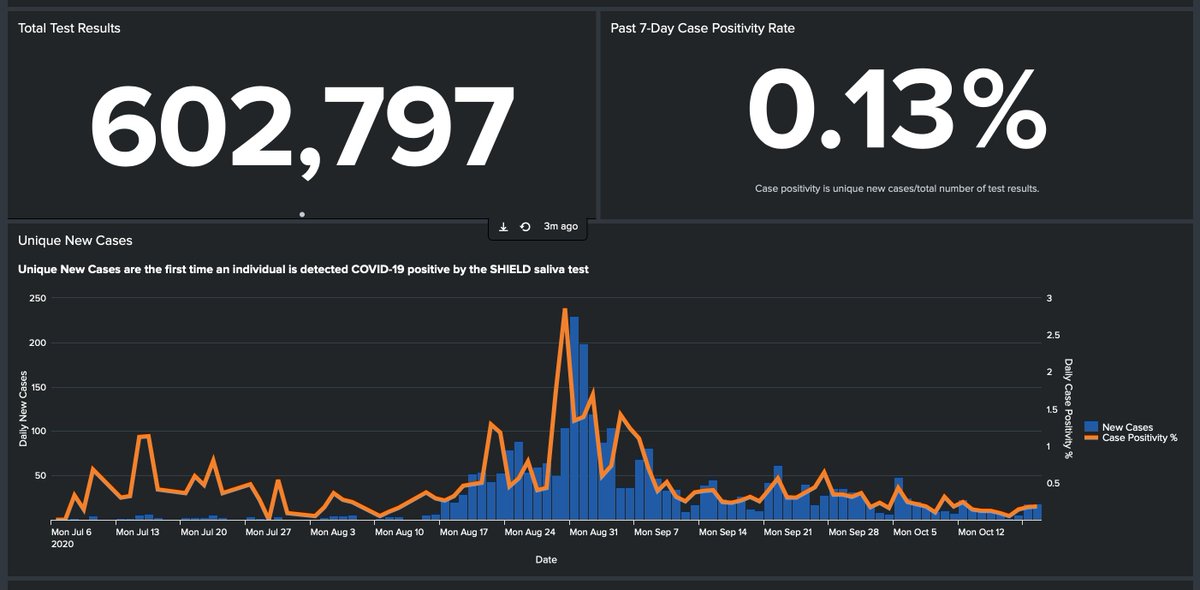 Total Test Results
602,797
Past 7-Day Case Positivity Rate
0.13%
Case positivity is unique new cases/total number of test results.
3m ago
Unique New Cases
Unique New Cases are the first time an individual is detected COVID-19 positive by the SHIELD saliva test
250
200
150
100
50
Daily New Cases
3
2.5
2
1.5
1
0.5
Daily Case Positivity %
New Cases
Case Positivity %
Mon Jul 6 Mon Jul 13 Mon Jul 20 Mon Jul 27 Mon Aug 3 Mon Aug 10 Mon Aug 17 Mon Aug 24 Mon Aug 31 Mon Sep 7 Mon Sep 14 Mon Sep 21 Mon Sep 28 Mon Oct 5 Mon Oct 12
2020
Date